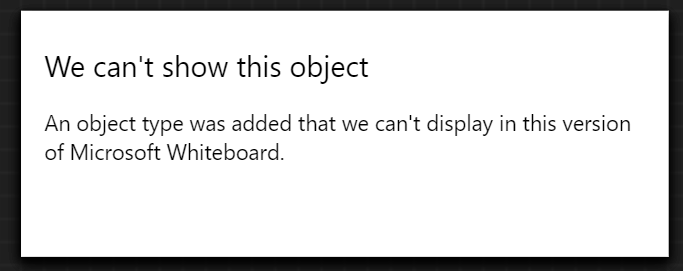 We can't show this object
An object type was added that we can't display in this version
of Microsoft Whiteboard.